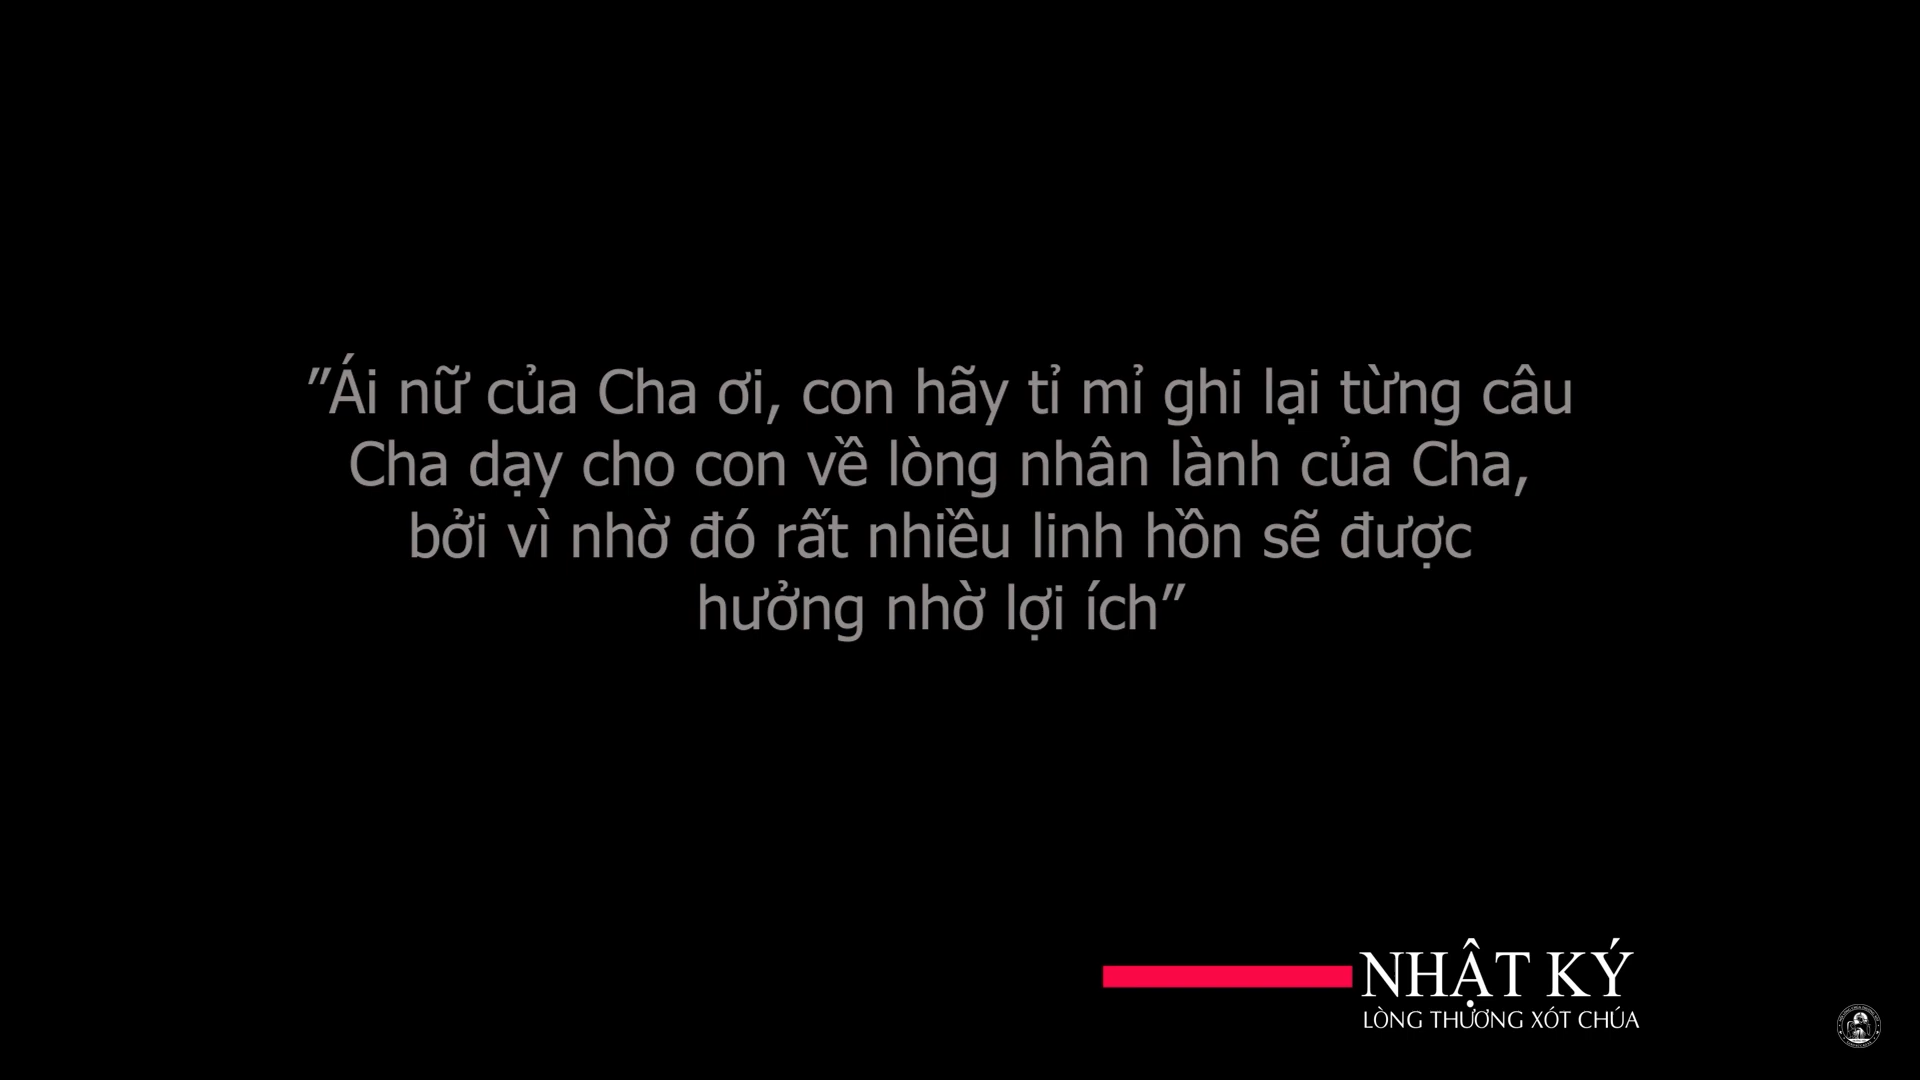 ”Ái nữ của Cha ơi, con hãy tỉ mỉ ghi lại từng câu
Cha dạy cho con về lòng nhân lành của Cha,
bởi vì nhờ đó rất nhiều linh hồn sẽ được
hưởng nhờ lợi ích”
NHẬT KÝ
LÒNG THƯƠNG XÓT CHÚA